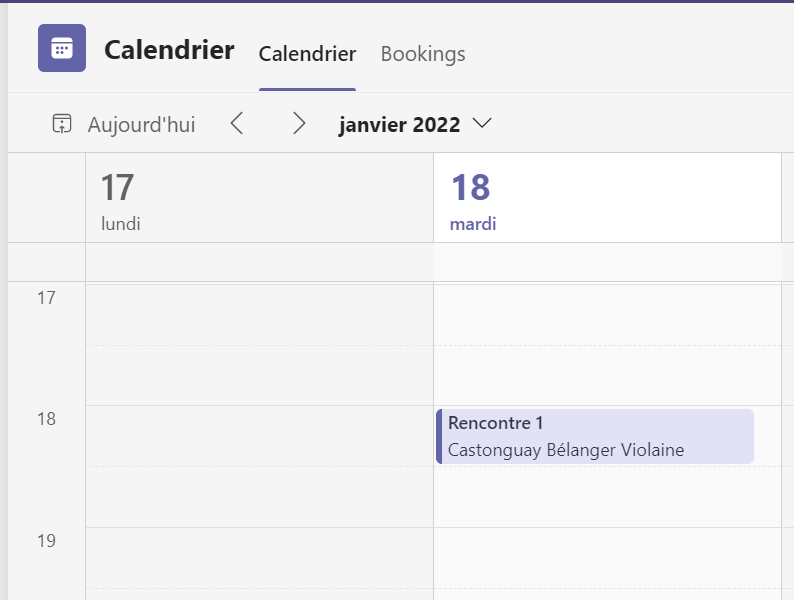 Calendrier Calendrier Bookings
Aujourd'hui janvier 2022
17 18
lundi mardi
17
18
Rencontre 1
Castonguay Bélanger Violaine
19